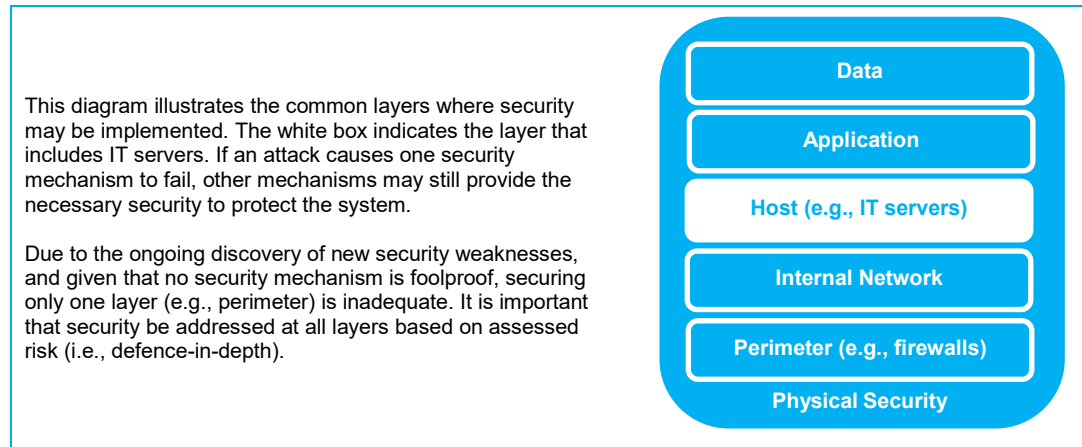 This diagram illustrates the common layers where security
may be implemented. The white box indicates the layer that
includes IT servers. If an attack causes one security
mechanism to fail, other mechanisms may still provide the
necessary security to protect the system.
Due to the ongoing discovery of new security weaknesses,
and given that no security mechanism is foolproof, securing
only one layer (e.g., perimeter) is inadequate. It is important
that security be addressed at all layers based on assessed
risk (i.e., defence-in-depth).
Data
Application
Host (e.g., IT servers)
Internal Network
Perimeter (e.g., firewalls)
Physical Security